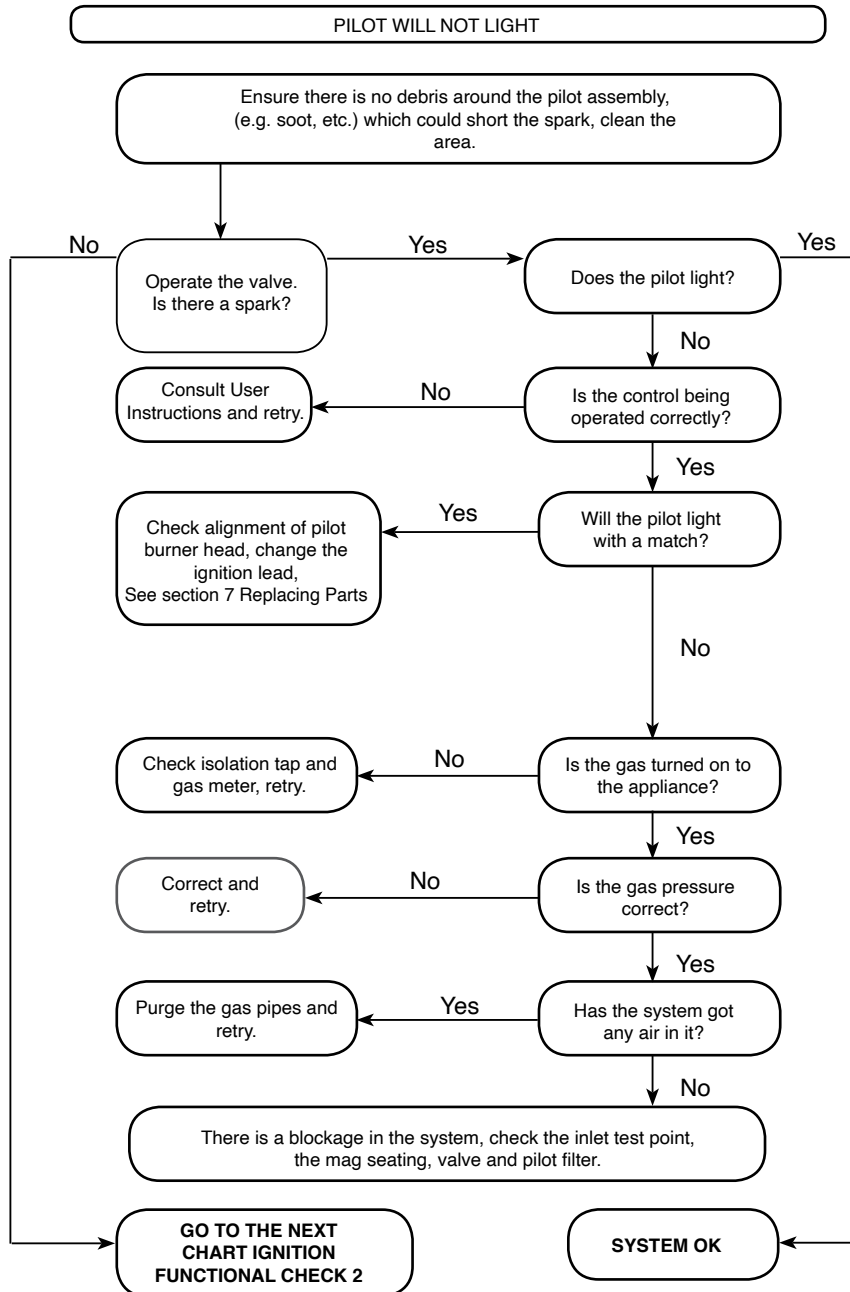 PILOT WILL NOT LIGHT
Ensure there is no debris around the pilot assembly,
(e.g. soot, etc.) which could short the spark, clean the
area.
No
Operate the valve.
Is there a spark?
Yes
Does the pilot light?
Yes
No
Consult User
Instructions and retry.
No
Is the control being
operated correctly?
Yes
Check alignment of pilot
burner head, change the
ignition lead,
See section 7 Replacing Parts
Yes
Will the pilot light
with a match?
No
Check isolation tap and
gas meter, retry.
No
Is the gas turned on to
the appliance?
Yes
Correct and
retry.
No
Is the gas pressure
correct?
Yes
Purge the gas pipes and
retry.
Yes
Has the system got
any air in it?
No
There is a blockage in the system, check the inlet test point,
the mag seating, valve and pilot filter.
GO TO THE NEXT
CHART IGNITION
FUNCTIONAL CHECK 2
SYSTEM OK